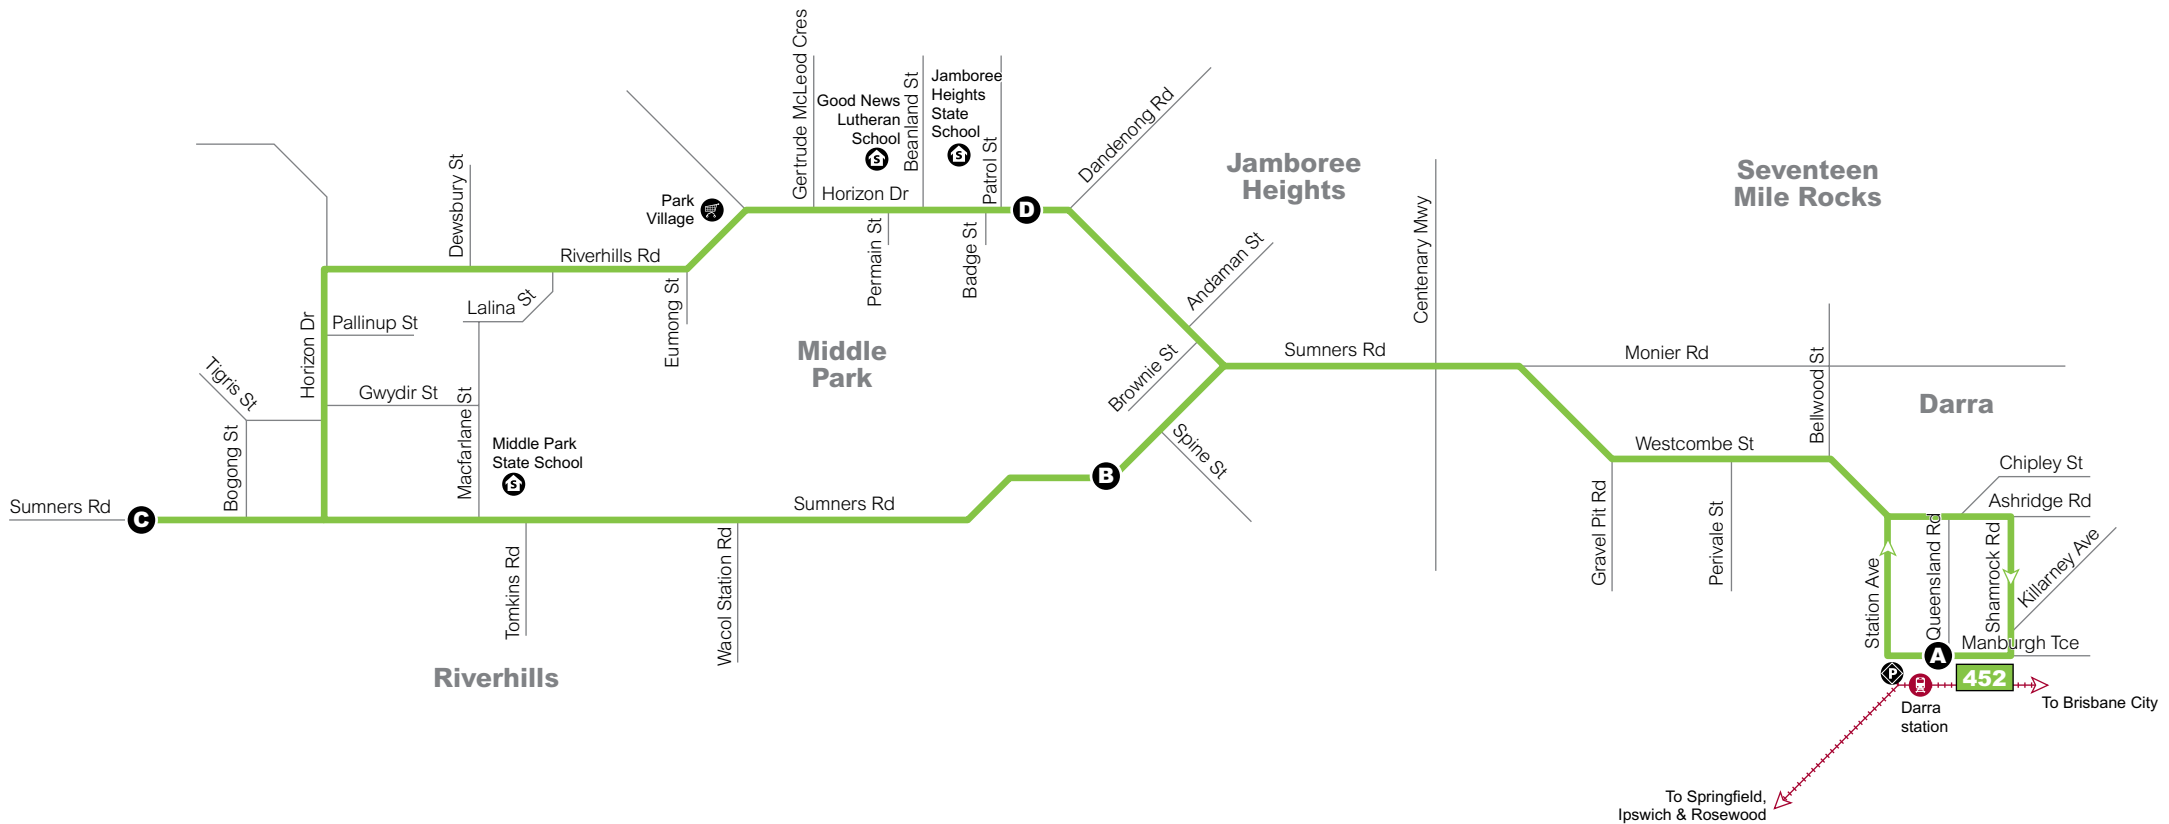 Gertrude McLeod Cres
Good News
Lutheran
School
S
Beanland St
Jamboree
Heights
State
School
S
Patrol St
Dandenong Rd
Jamboree
Heights
Seventeen
Mile Rocks
Dewsbury St
Park
Village
Horizon Dr
D
Permain St
Badge St
Riverhills Rd
Eumong St
Lalina St
Andaman St
Centenary Mwy
Horizon Dr
Pallinup St
Middle
Park
Brownie St
Sumners Rd
Monier Rd
Bellwood St
Tigris St
Gwydir St
Macfarlane St
Darra
Bogong St
Middle Park
State School
S
Spine St
B
Westcombe St
Chipley St
Ashridge Rd
Sumners Rd
C
Sumners Rd
Gravel Pit Rd
Perivale St
Queensland Rd
Shamrock Rd
Killarney Ave
Tomkins Rd
Wacol Station Rd
Station Ave
Manburgh Tce
A
Riverhills
P
452
To Brisbane City
Darra
station
To Springfield,
Ipswich & Rosewood